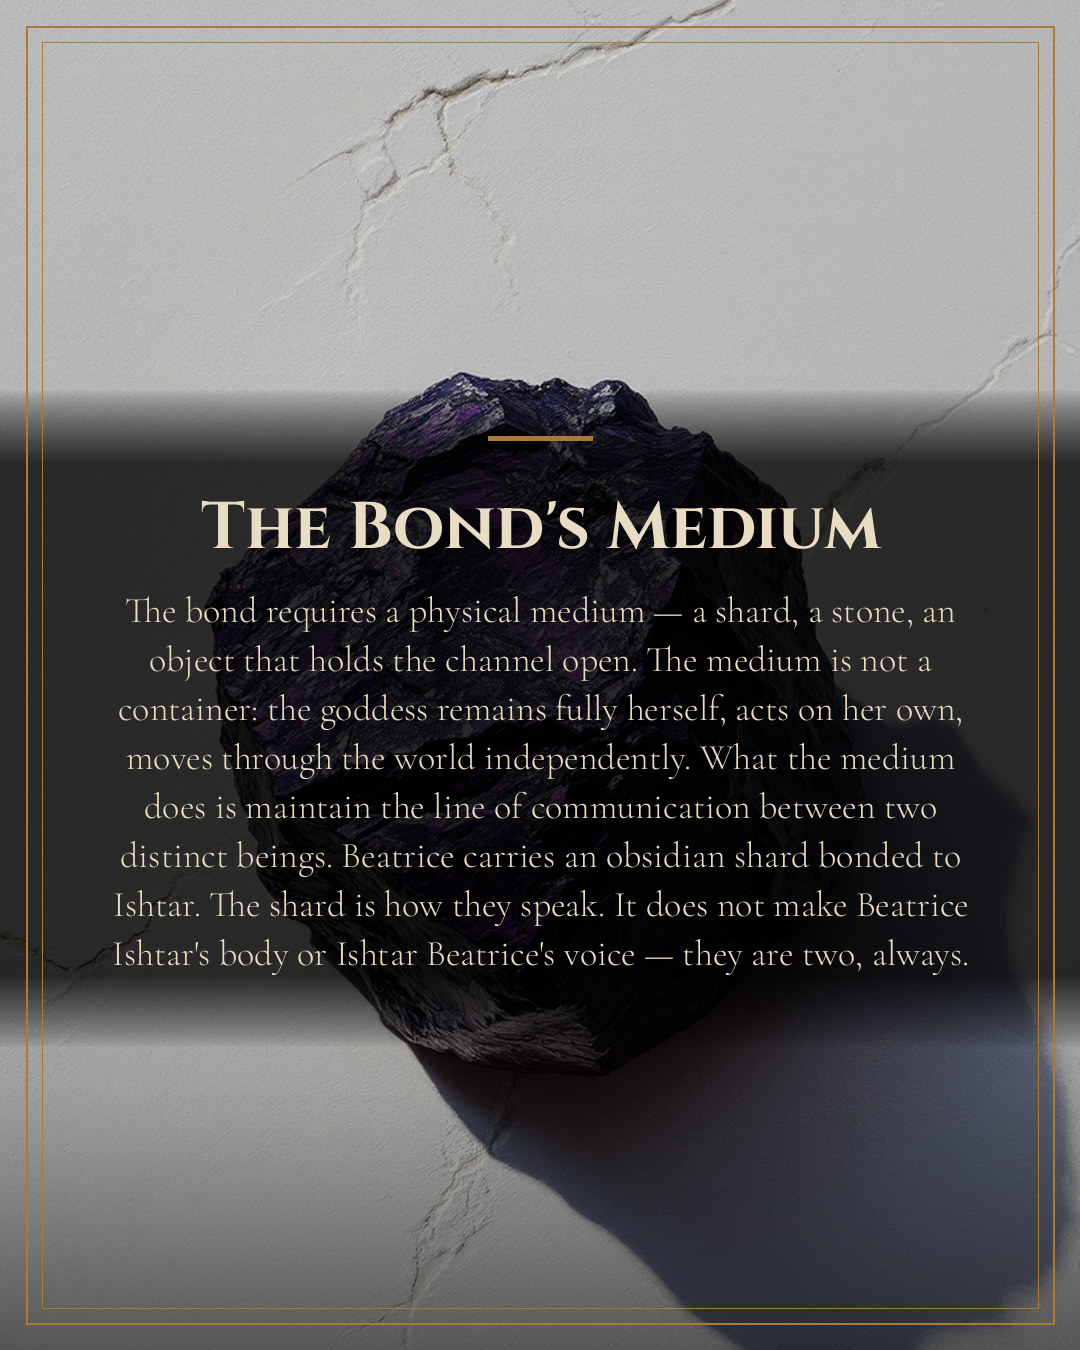 The Bond's Medium
The bond requires a physical medium — a shard, a stone, an
object that holds the channel open. The medium is not a
container: the goddess remains fully herself, acts on her own,
moves through the world independently. What the medium
does is maintain the line of communication between two
distinct beings. Beatrice carries an obsidian shard bonded to
Ishtar. The shard is how they speak. It does not make Beatrice
Ishtar's body or Ishtar Beatrice's voice — they are two, always.